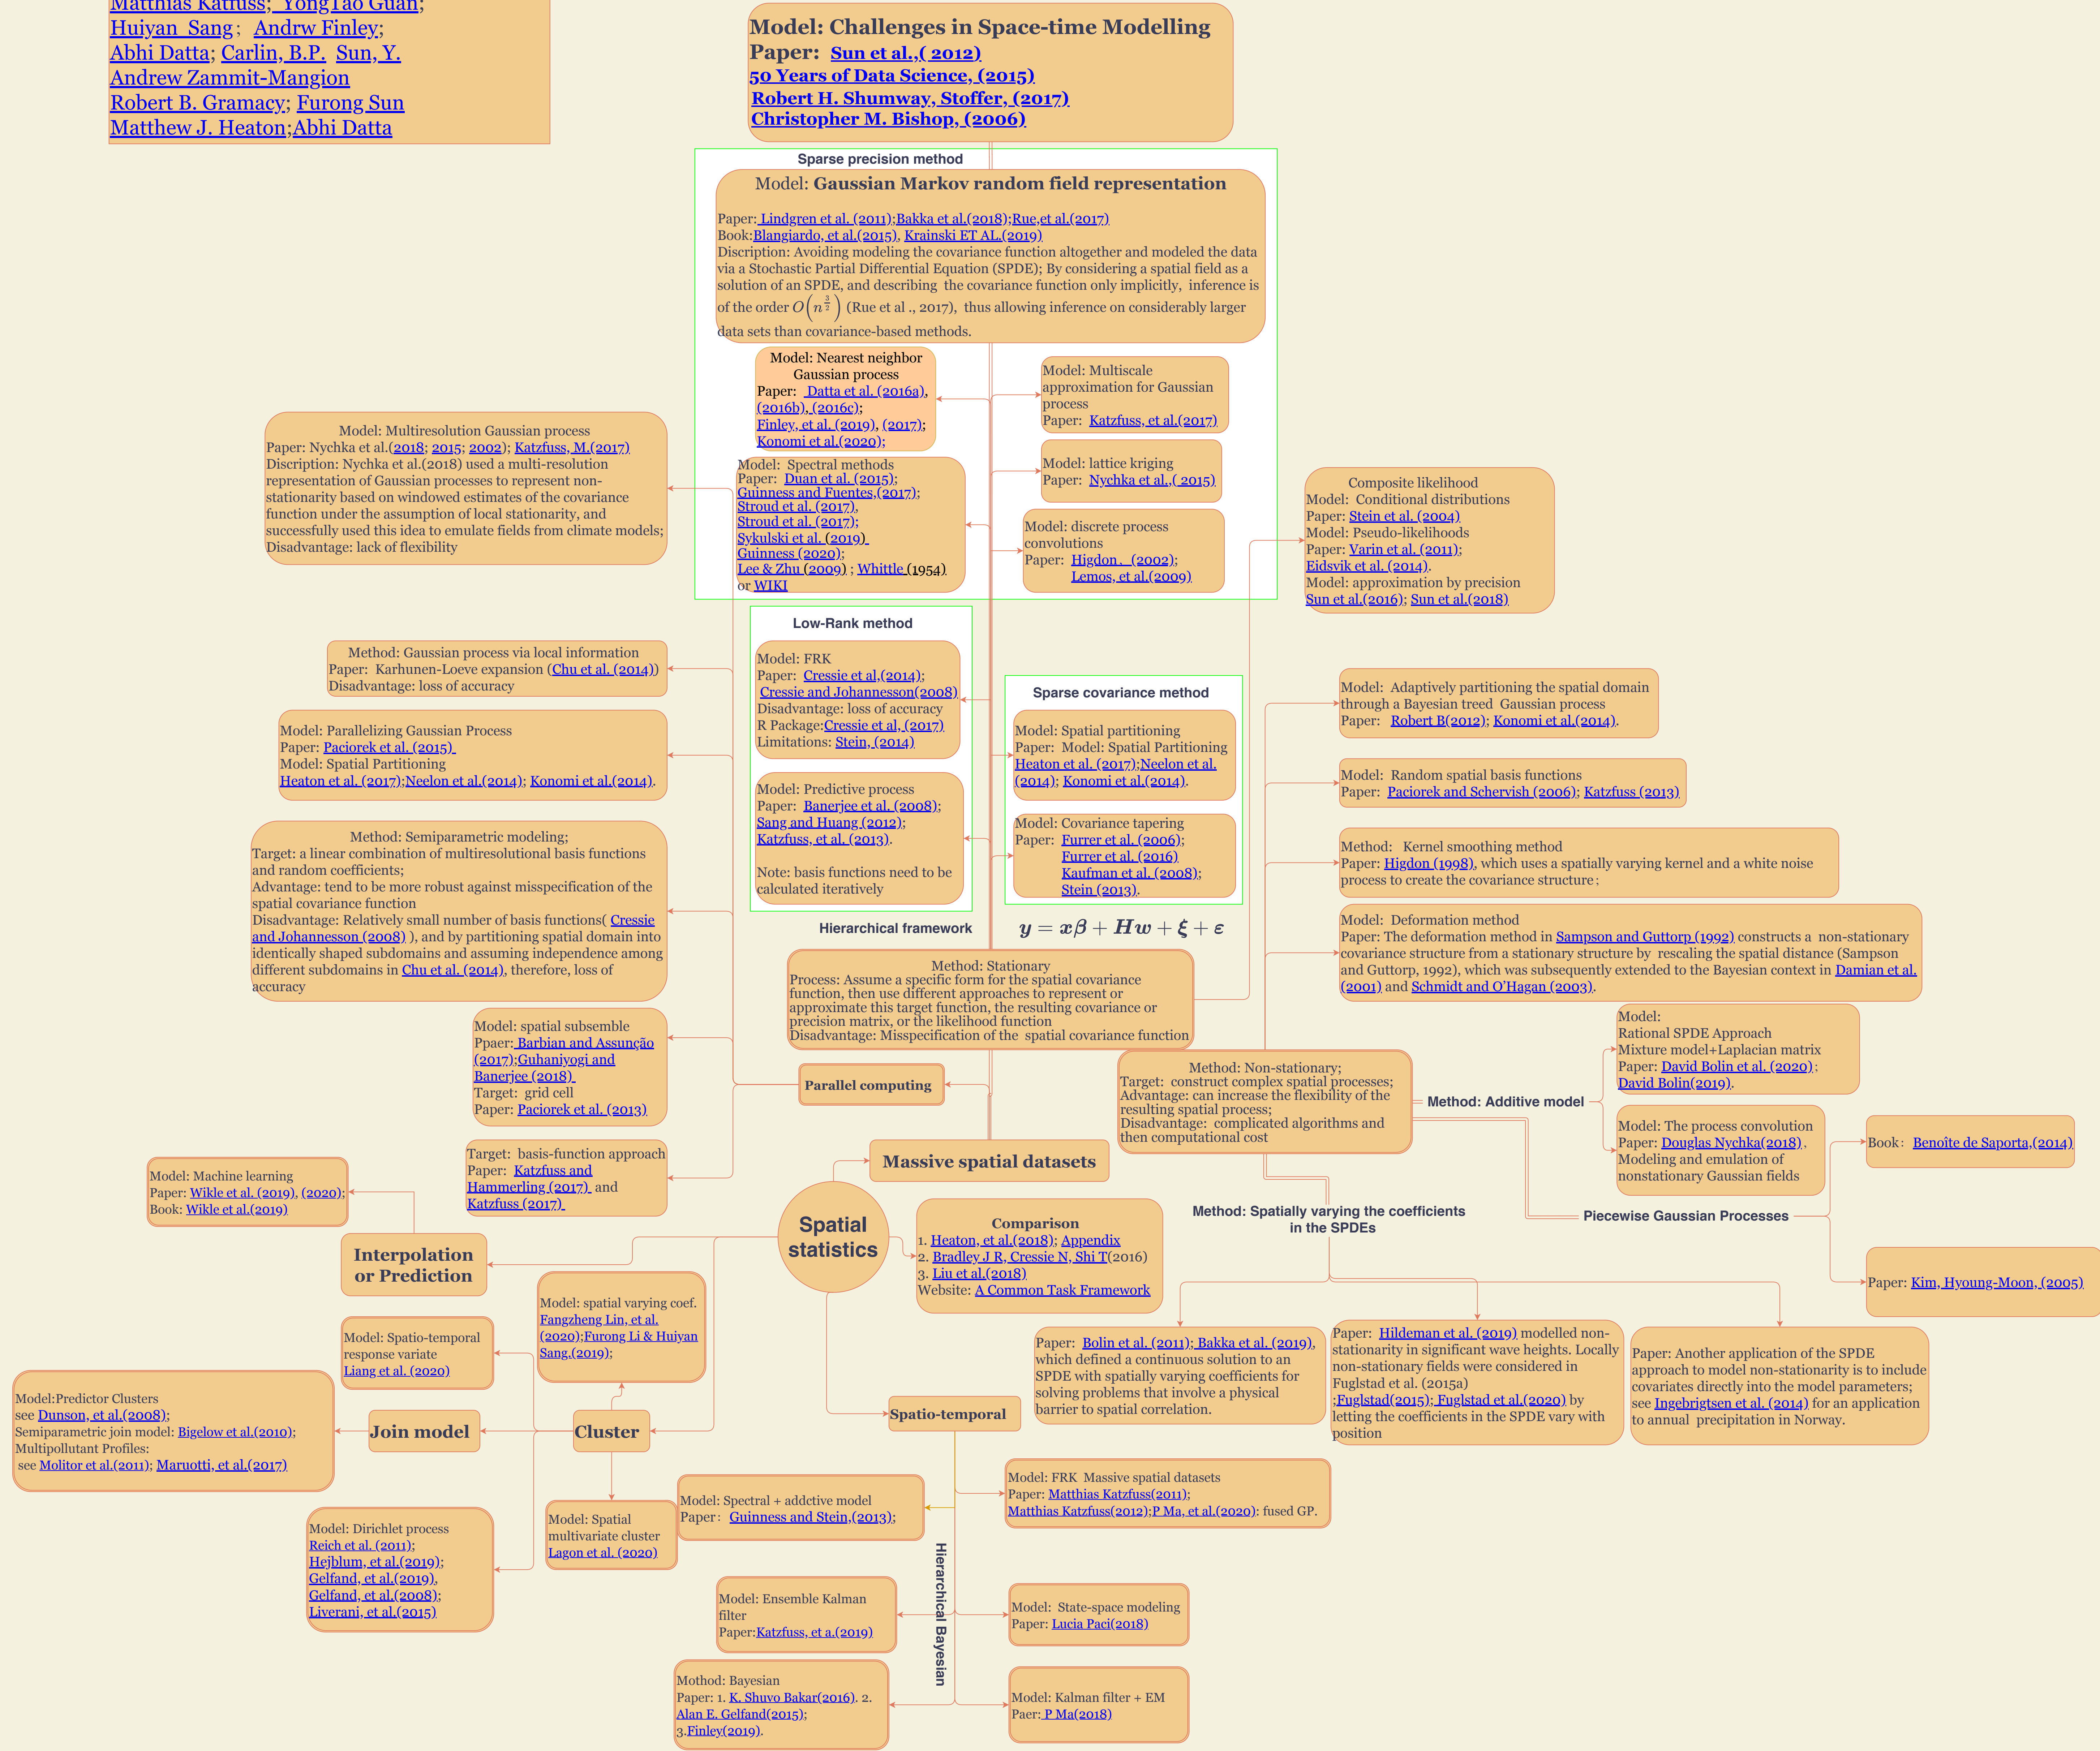 Matthias Katfuss; YongTao Guan;
Huiyan Sang; Andrw Finley;
Abhi Datta; Carlin, B.P. Sun, Y.
Andrew Zammit-Mangion
Robert B. Gramacy; Furong Sun
Matthew J. Heaton;Abhi Datta
Model: Challenges in Space-time Modelling
Paper: Sun et al.,( 2012)
50 Years of Data Science, (2015)
Robert H. Shumway, Stoffer, (2017)
Christopher M. Bishop, (2006)
Sparse precision method
Model: Gaussian Markov random field representation
Paper: Lindgren et al. (2011);Bakka et al.(2018);Rue,et al.(2017)
Book:Blangiardo, et al.(2015), Krainski ET AL.(2019)
Discription: Avoiding modeling the covariance function altogether and modeled the data
via a Stochastic Partial Differential Equation (SPDE); By considering a spatial field as a
solution of an SPDE, and describing the covariance function only implicitly, inference is
of the order O(n^{3/2}) (Rue et al ., 2017), thus allowing inference on considerably larger
data sets than covariance-based methods.
Model: Nearest neighbor
Gaussian process
Paper: Datta et al. (2016a),
(2016b), (2016c);
Finley, et al. (2019), (2017);
Konomi et al.(2020);
Model: Multiscale
approximation for Gaussian
process
Paper: Katzfuss, et al.(2017)
Model: Spectral methods
Paper: Duan et al. (2015);
Guinness and Fuentes,(2017);
Stroud et al. (2017),
Stroud et al. (2017);
Sykulski et al. (2019)
Guinness (2020);
Lee & Zhu (2009) ; Whittle (1954)
or WIKI
Model: lattice kriging
Paper: Nychka et al.,( 2015)
Model: discrete process
convolutions
Paper: Higdon . (2002);
Lemos, et al.(2009)
Model: Multiresolution Gaussian process
Paper: Nychka et al.(2018; 2015; 2002); Katzfuss, M.(2017)
Discription: Nychka et al.(2018) used a multi-resolution
representation of Gaussian processes to represent non-
stationarity based on windowed estimates of the covariance
function under the assumption of local stationarity, and
successfully used this idea to emulate fields from climate models;
Disadvantage: lack of flexibility
Composite likelihood
Model: Conditional distributions
Paper: Stein et al. (2004)
Model: Pseudo-likelihoods
Paper: Varin et al. (2011);
Eidsvik et al. (2014).
Model: approximation by precision
Sun et al.(2016); Sun et al.(2018)
Low-Rank method
Model: FRK
Paper: Cressie et al,(2014);
Cressie and Johannesson(2008)
Disadvantage: loss of accuracy
R Package:Cressie et al, (2017)
Limitations: Stein, (2014)
Model: Predictive process
Paper: Banerjee et al. (2008);
Sang and Huang (2012);
Katzfuss, et al. (2013).
Note: basis functions need to be
calculated iteratively
Sparse covariance method
Model: Spatial partitioning
Paper: Model: Spatial Partitioning
Heaton et al. (2017);Neelon et al.
(2014); Konomi et al.(2014).
Model: Covariance tapering
Paper: Furrer et al. (2006);
Furrer et al. (2016)
Kaufman et al. (2008);
Stein (2013).
Method: Gaussian process via local information
Paper: Karhunen-Loeve expansion (Chu et al. (2014))
Disadvantage: loss of accuracy
Model: Parallelizing Gaussian Process
Paper: Paciorek et al. (2015)
Model: Spatial Partitioning
Heaton et al. (2017);Neelon et al.(2014); Konomi et al.(2014).
Method: Semiparametric modeling;
Target: a linear combination of multiresolutional basis functions
and random coefficients;
Advantage: tend to be more robust against misspecification of the
spatial covariance function
Disadvantage: Relatively small number of basis functions( Cressie
and Johannesson (2008) ), and by partitioning spatial domain into
identically shaped subdomains and assuming independence among
different subdomains in Chu et al. (2014), therefore, loss of
accuracy
Model: Adaptively partitioning the spatial domain
through a Bayesian treed Gaussian process
Paper: Robert B(2012); Konomi et al.(2014).
Model: Random spatial basis functions
Paper: Paciorek and Schervish (2006); Katzfuss (2013)
Method: Kernel smoothing method
Paper: Higdon (1998), which uses a spatially varying kernel and a white noise
process to create the covariance structure;
Model: Deformation method
Paper: The deformation method in Sampson and Guttorp (1992) constructs a non-stationary
covariance structure from a stationary structure by rescaling the spatial distance (Sampson
and Guttorp, 1992), which was subsequently extended to the Bayesian context in Damian et al.
(2001) and Schmidt and O'Hagan (2003).
Hierarchical framework
y = xβ + Hw + ξ + ε
Method: Stationary
Process: Assume a specific form for the spatial covariance
function, then use different approaches to represent or
approximate this target function, the resulting covariance or
precision matrix, or the likelihood function
Disadvantage: Misspecification of the spatial covariance function
Model: spatial subsemble
Ppaer: Barbian and Assunção
(2017);Guhaniyogi and
Banerjee (2018)
Target: grid cell
Paper: Paciorek et al. (2013)
Parallel computing
Method: Non-stationary;
Target: construct complex spatial processes;
Advantage: can increase the flexibility of the
resulting spatial process;
Disadvantage: complicated algorithms and
then computational cost
Method: Additive model
Model:
Rational SPDE Approach
Mixture model+Laplacian matrix
Paper: David Bolin et al. (2020);
David Bolin(2019).
Model: The process convolution
Paper: Douglas Nychka(2018).
Modeling and emulation of
nonstationary Gaussian fields
Book: Benoîte de Saporta,(2014)
Piecewise Gaussian Processes
Paper: Kim, Hyoung-Moon, (2005)
Target: basis-function approach
Paper: Katzfuss and
Hammerling (2017) and
Katzfuss (2017)
Massive spatial datasets
Model: Machine learning
Paper: Wikle et al. (2019), (2020);
Book: Wikle et al.(2019)
Interpolation
or Prediction
Spatial
statistics
Comparison
1. Heaton, et al.(2018); Appendix
2. Bradley J R, Cressie N, Shi T(2016)
3. Liu et al.(2018)
Website: A Common Task Framework
Method: Spatially varying the coefficients
in the SPDEs
Paper: Bolin et al. (2011); Bakka et al. (2019),
which defined a continuous solution to an
SPDE with spatially varying coefficients for
solving problems that involve a physical
barrier to spatial correlation.
Paper: Hildeman et al. (2019) modelled non-
stationarity in significant wave heights. Locally
non-stationary fields were considered in
Fuglstad et al. (2015a)
;Fuglstad(2015); Fuglstad et al.(2020) by
letting the coefficients in the SPDE vary with
position
Paper: Another application of the SPDE
approach to model non-stationarity is to include
covariates directly into the model parameters;
see Ingebrigtsen et al. (2014) for an application
to annual precipitation in Norway.
Model: spatial varying coef.
Fangzheng Lin, et al.
(2020);Furong Li & Huiyan
Sang.(2019);
Model: Spatio-temporal
response variate
Liang et al. (2020)
Model:Predictor Clusters
see Dunson, et al.(2008);
Semiparametric join model: Bigelow et al.(2010);
Multipollutant Profiles:
see Molitor et al.(2011); Maruotti, et al.(2017)
Join model
Cluster
Spatio-temporal
Model: Dirichlet process
Reich et al. (2011);
Hejblum, et al.(2019);
Gelfand, et al.(2019),
Gelfand, et al.(2008);
Liverani, et al.(2015)
Model: Spatial
multivariate cluster
Lagon et al. (2020)
Model: Spectral + addctive model
Paper: Guinness and Stein,(2013);
Model: FRK Massive spatial datasets
Paper: Matthias Katzfuss(2011);
Matthias Katzfuss(2012);P Ma, et al.(2020): fused GP.
Hierarchical Bayesian
Model: Ensemble Kalman
filter
Paper:Katzfuss, et a.(2019)
Model: State-space modeling
Paper: Lucia Paci(2018)
Mothod: Bayesian
Paper: 1. K. Shuvo Bakar(2016). 2.
Alan E. Gelfand(2015);
3.Finley(2019).
Model: Kalman filter + EM
Paer: P Ma(2018)